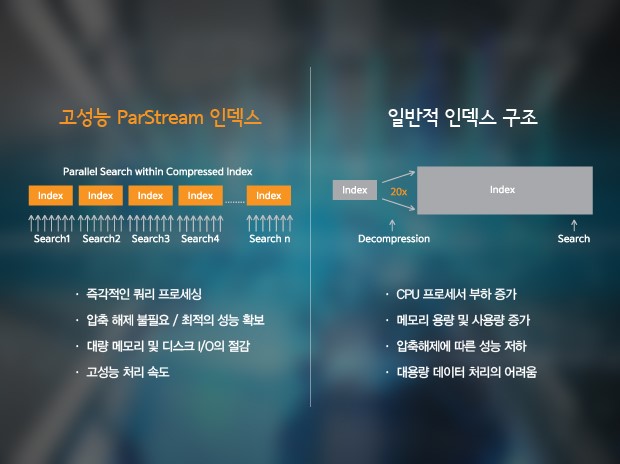 고성능 ParStream 인덱스
Parallel Search within Compressed Index
Index Index Index Index ........ Index
Search1 Search2 Search3 Search4 Search n
· 즉각적인 쿼리 프로세싱
· 압축 해제 불필요 / 최적의 성능 확보
· 대량 메모리 및 디스크 I/O의 절감
· 고성능 처리 속도
일반적 인덱스 구조
Index 20x Index
Decompression Search
· CPU 프로세서 부하 증가
· 메모리 용량 및 사용량 증가
· 압축해제에 따른 성능 저하
· 대용량 데이터 처리의 어려움